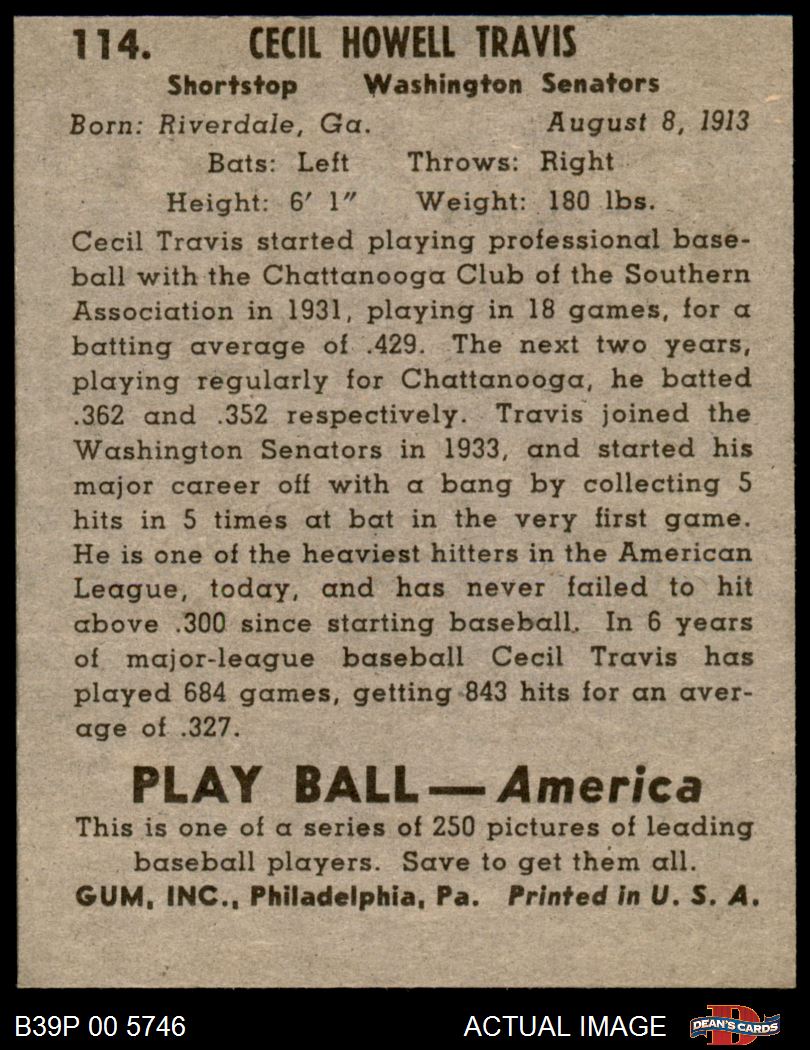 114. CECIL HOWELL TRAVIS
Shortstop Washington Senators
Born: Riverdale, Ga. August 8, 1913
Bats: Left Throws: Right
Height: 6′ 1″ Weight: 180 lbs.
Cecil Travis started playing professional base-
ball with the Chattanooga Club of the Southern
Association in 1931, playing in 18 games, for a
batting average of .429. The next two years,
playing regularly for Chattanooga, he batted
.362 and .352 respectively. Travis joined the
Washington Senators in 1933, and started his
major career off with a bang by collecting 5
hits in 5 times at bat in the very first game.
He is one of the heaviest hitters in the American
League, today, and has never failed to hit
above .300 since starting baseball. In 6 years
of major-league baseball Cecil Travis has
played 684 games, getting 843 hits for an aver-
age of .327.
PLAY BALL — America
This is one of a series of 250 pictures of leading
baseball players. Save to get them all.
GUM, INC., Philadelphia, Pa. Printed in U. S. A.
B39P 00 5746 ACTUAL IMAGE DEAN'S CARDS